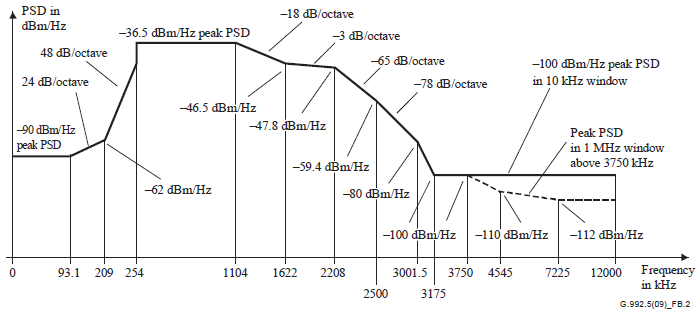 PSD in
dBm/Hz
–18 dB/octave
–36.5 dBm/Hz peak PSD
–3 dB/octave
48 dB/octave
–65 dB/octave
–100 dBm/Hz peak PSD
in 10 kHz window
24 dB/octave
–78 dB/octave
–46.5 dBm/Hz
–47.8 dBm/Hz
–90 dBm/Hz
peak PSD
Peak PSD
in 1 MHz window
above 3750 kHz
–59.4 dBm/Hz
–62 dBm/Hz
–80 dBm/Hz
–100 dBm/Hz
–110 dBm/Hz
–112 dBm/Hz
0 93.1 209 254 1104 1622 2208 3001.5 3750 4545 7225 12000 Frequency
in kHz
2500 3175
G.992.5(09)_FB.2